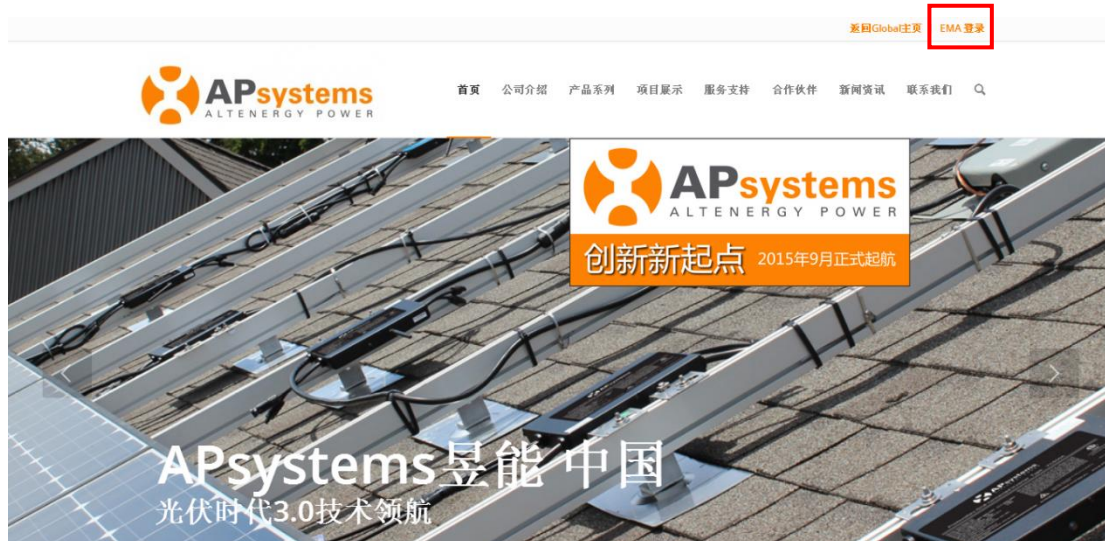 返回Global主页 EMA 登录
APsystems
ALTENERGY POWER
首页 公司介绍 产品系列 项目展示 服务支持 合作伙伴 新闻资讯 联系我们
APsystems
ALTENERGY POWER
创新新起点 2015年9月正式起航
APsystems昱能 中国
光伏时代3.0技术领航
APsystems